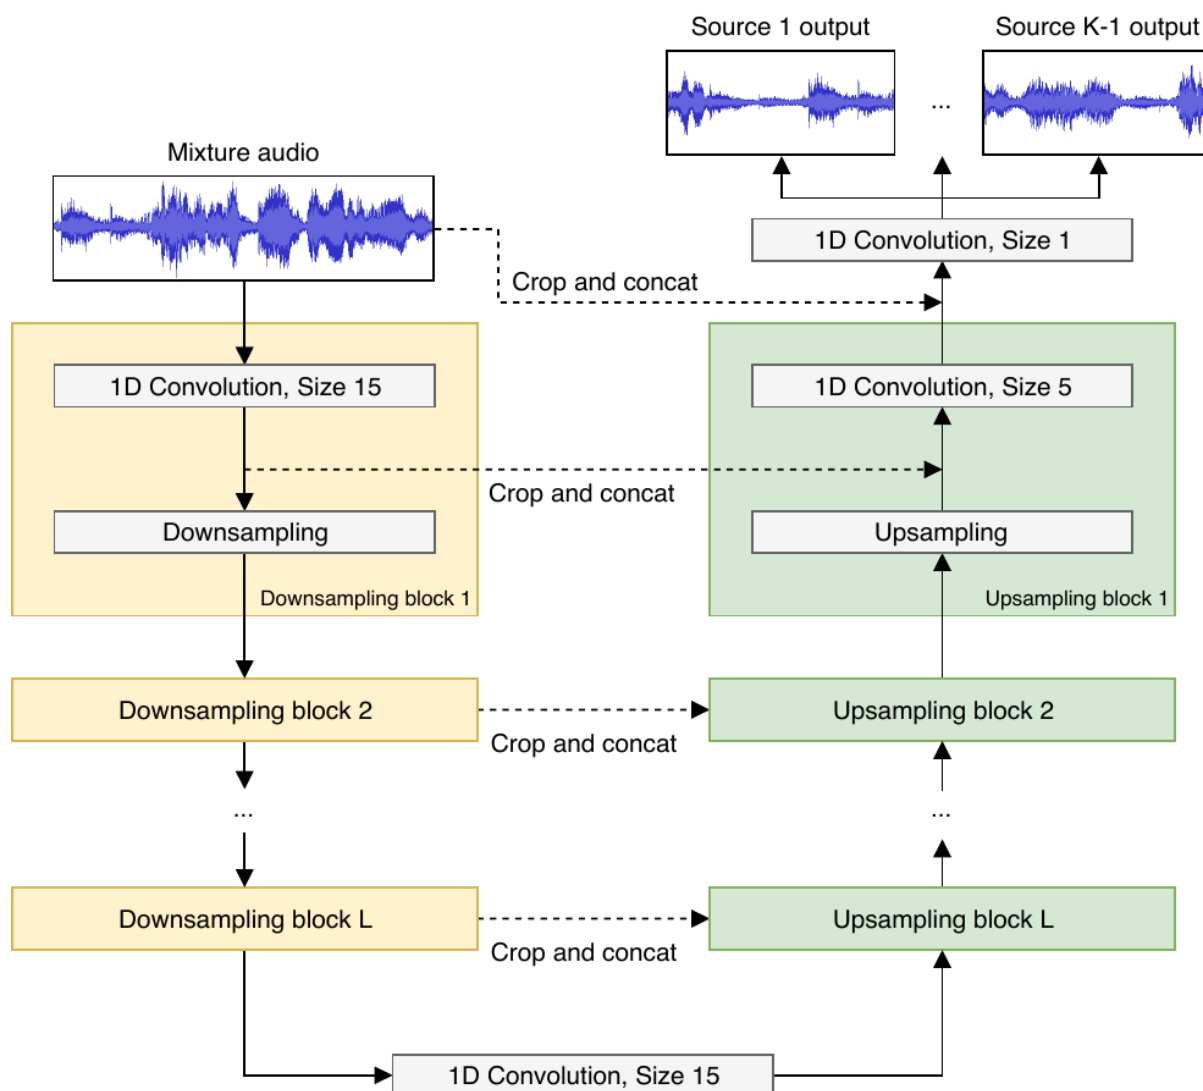 Source 1 output
Source K-1 output
...
Mixture audio
1D Convolution, Size 1
Crop and concat
1D Convolution, Size 15
1D Convolution, Size 5
Crop and concat
Downsampling
Upsampling
Downsampling block 1
Upsampling block 1
Downsampling block 2
Upsampling block 2
Crop and concat
...
...
Downsampling block L
Upsampling block L
Crop and concat
1D Convolution, Size 15